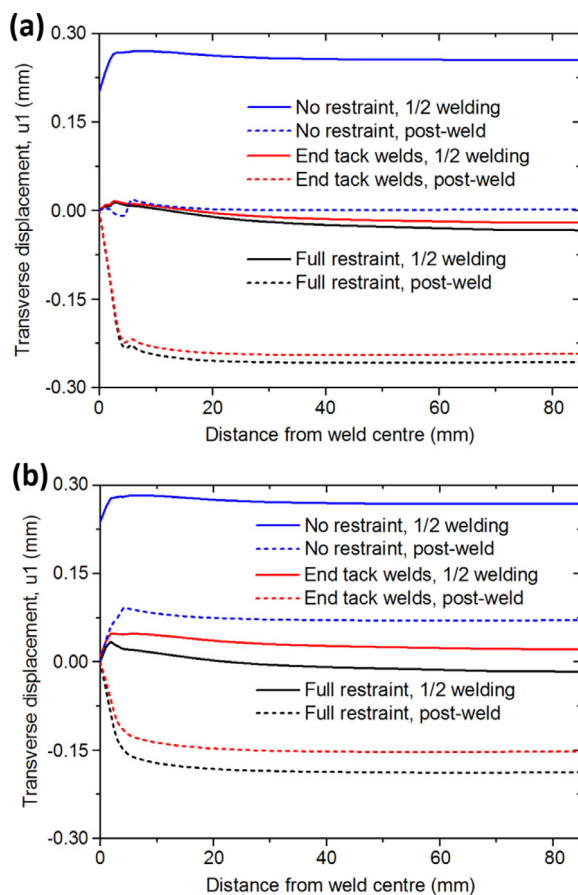 (a)
0.30
0.15
0.00
-0.15
-0.30
Transverse displacement, u1 (mm)
No restraint, 1/2 welding
No restraint, post-weld
End tack welds, 1/2 welding
End tack welds, post-weld
Full restraint, 1/2 welding
Full restraint, post-weld
0 20 40 60 80
Distance from weld centre (mm)
(b)
0.30
0.15
0.00
-0.15
-0.30
Transverse displacement, u1 (mm)
No restraint, 1/2 welding
No restraint, post-weld
End tack welds, 1/2 welding
End tack welds, post-weld
Full restraint, 1/2 welding
Full restraint, post-weld
0 20 40 60 80
Distance from weld centre (mm)